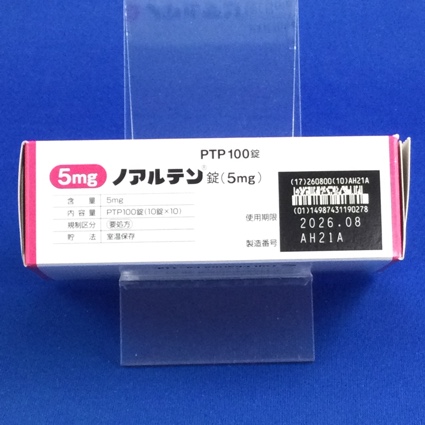 PTP100錠
5mg ノアルテン錠(5mg)
含量 5mg
内容量 PTP100錠(10錠×10)
規制区分 要処方
貯法 室温保存
(17)260800(10)AH21A
(01)14987431190278
使用期限 2026.08
製造番号 AH21A